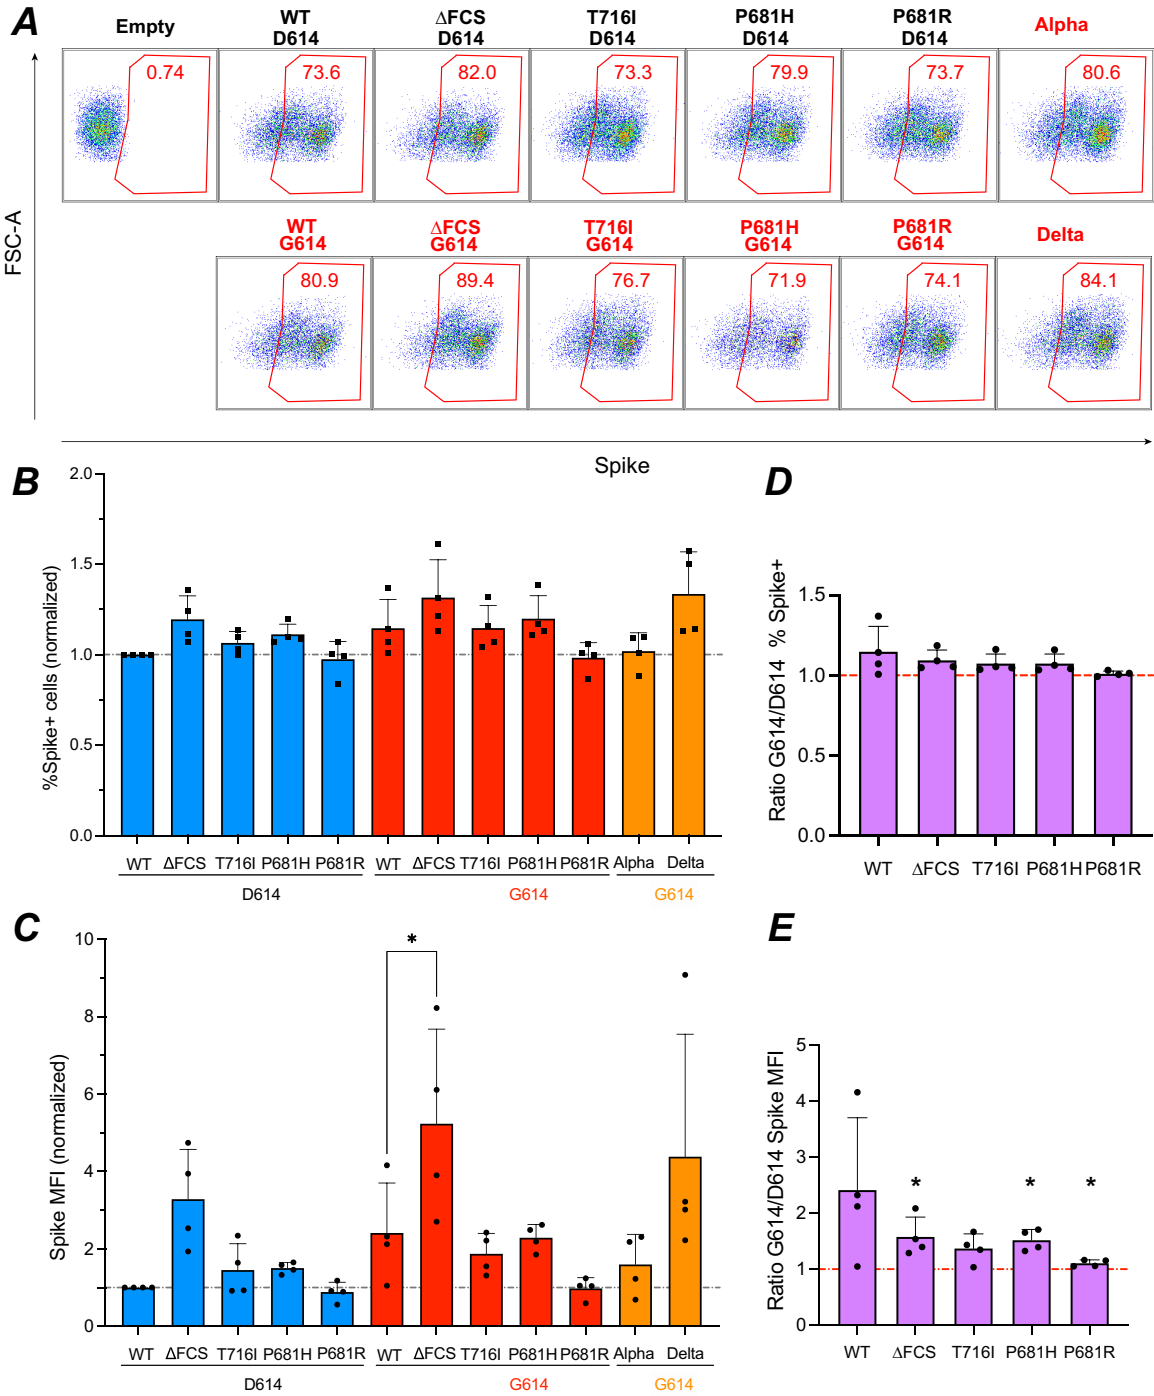 A
Empty
WT
D614
ΔFCS
D614
T716I
D614
P681H
D614
P681R
D614
Alpha
0.74
73.6
82.0
73.3
79.9
73.7
80.6
FSC-A
WT
G614
ΔFCS
G614
T716I
G614
P681H
G614
P681R
G614
Delta
80.9
89.4
76.7
71.9
74.1
84.1
Spike
B
%Spike+ cells (normalized)
2.0
1.5
1.0
0.5
0.0
WT ΔFCS T716I P681H P681R WT ΔFCS T716I P681H P681R Alpha Delta
D614 G614 G614
D
Ratio G614/D614 % Spike+
1.5
1.0
0.5
0.0
WT ΔFCS T716I P681H P681R
C
Spike MFI (normalized)
10
8
6
4
2
0
*
WT ΔFCS T716I P681H P681R WT ΔFCS T716I P681H P681R Alpha Delta
D614 G614 G614
E
Ratio G614/D614 Spike MFI
5
4
3
2
1
0
* * *
WT ΔFCS T716I P681H P681R